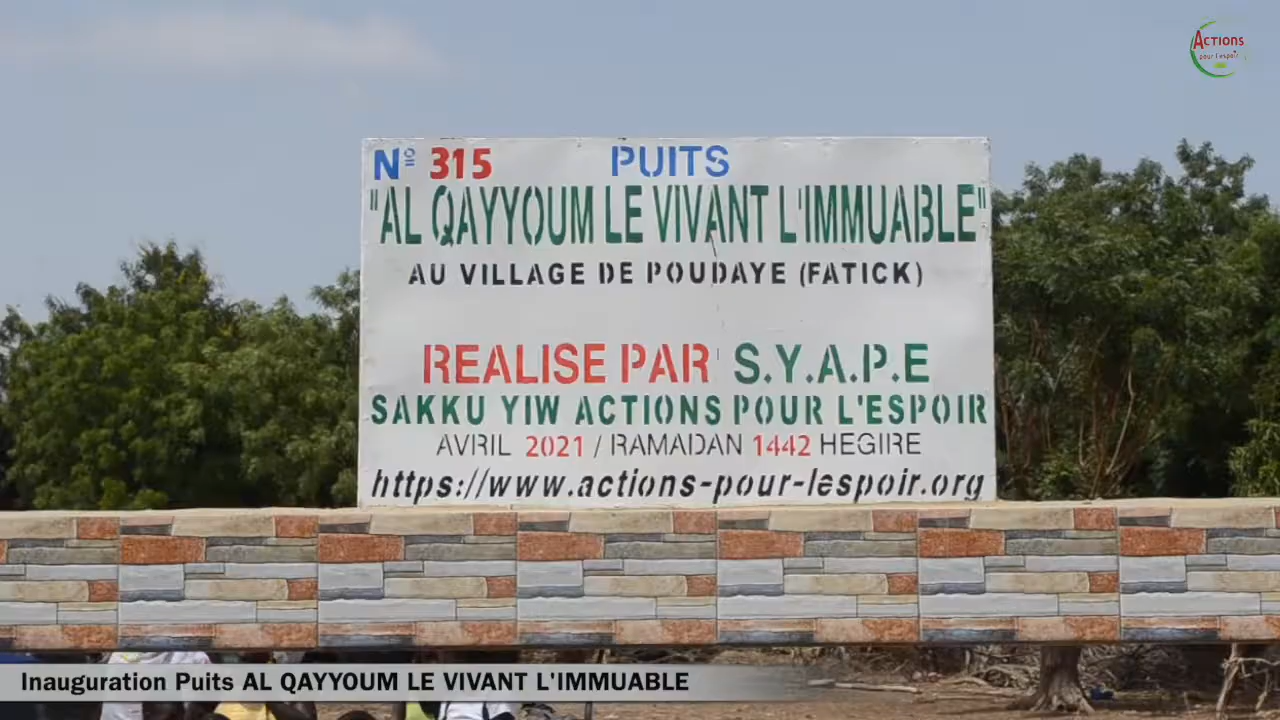 ACTIONS
pour l'espoir
Nº 315 PUITS
"AL QAYYOUM LE VIVANT L'IMMUABLE"
AU VILLAGE DE POUDAYE (FATICK)
REALISE PAR S.Y.A.P.E
SAKKU YIW ACTIONS POUR L'ESPOIR
AVRIL 2021 / RAMADAN 1442 HEGIRE
https://www.actions-pour-lespoir.org
Inauguration Puits AL QAYYOUM LE VIVANT L'IMMUABLE